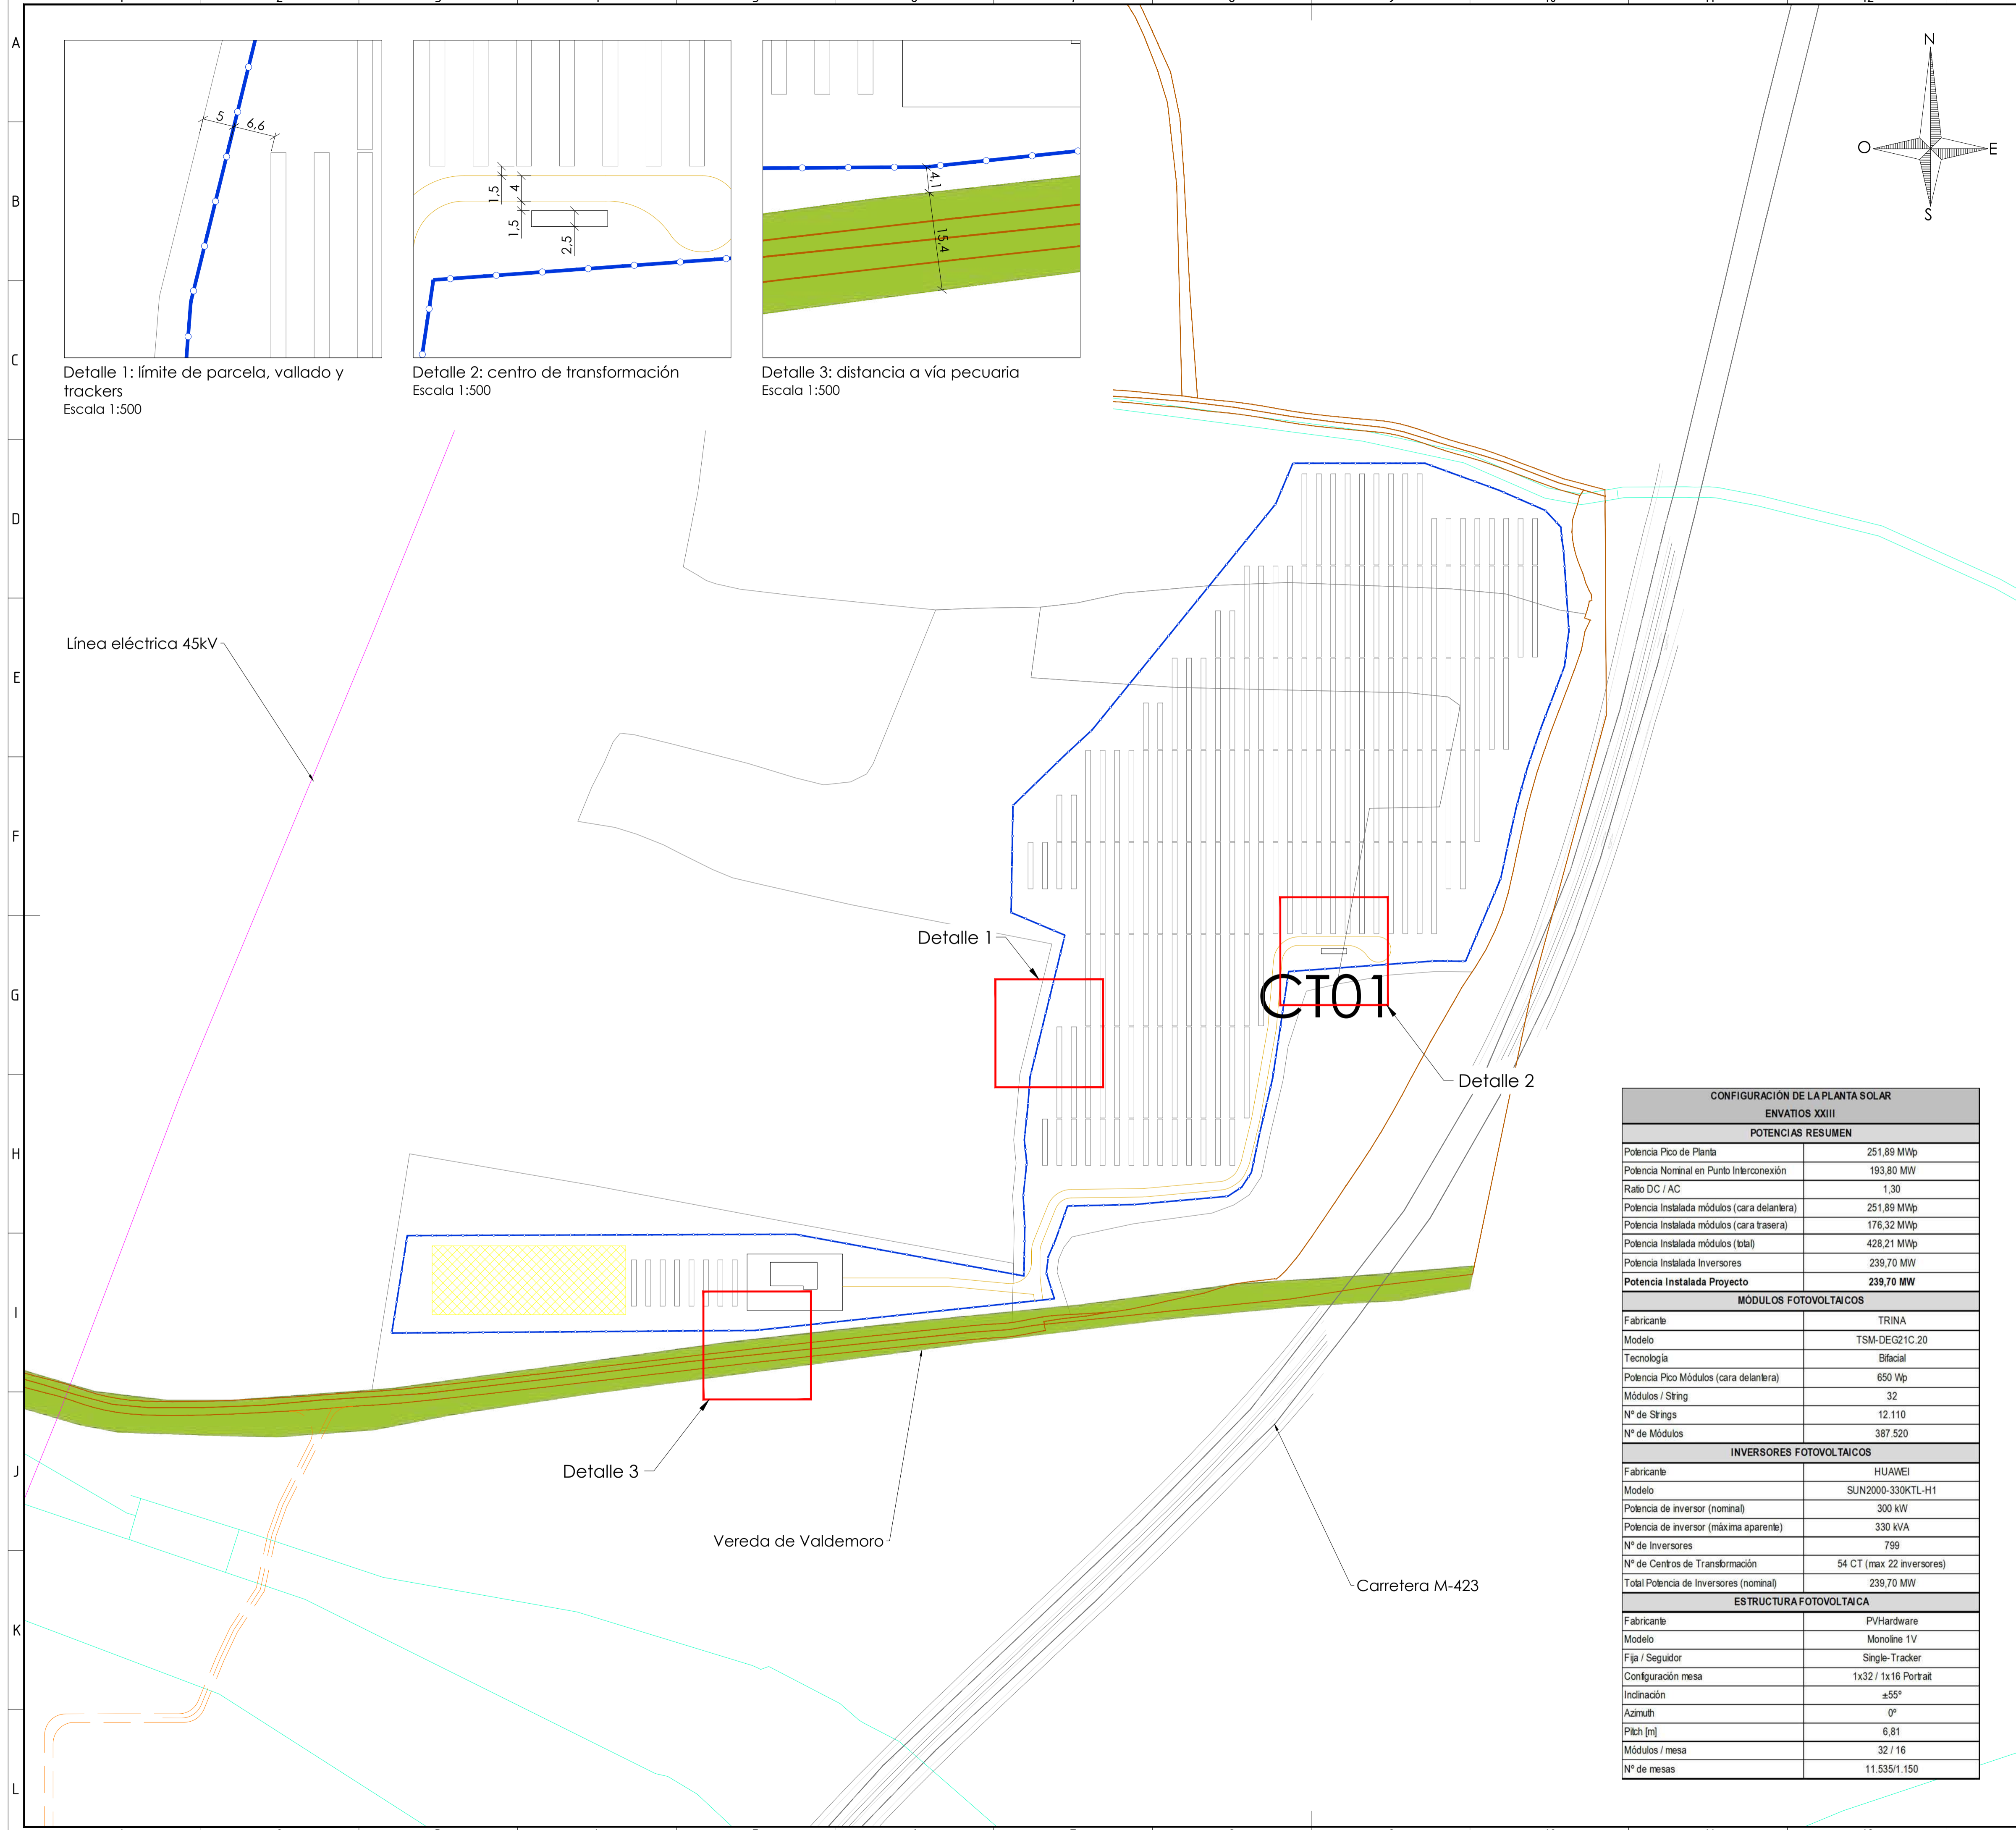 A
B
C
D
E
F
G
H
I
J
K
L
N
O
E
S
5
6,6
Detalle 1: límite de parcela, vallado y
trackers
Escala 1:500
1,5
4
1,5
2,5
Detalle 2: centro de transformación
Escala 1:500
4,1
15,4
Detalle 3: distancia a vía pecuaria
Escala 1:500
Línea eléctrica 45kV
Detalle 1
CT01
Detalle 2
Detalle 3
Vereda de Valdemoro
Carretera M-423
CONFIGURACIÓN DE LA PLANTA SOLAR
ENVATIOS XXIII
POTENCIAS RESUMEN
Potencia Pico de Planta 251,89 MWp
Potencia Nominal en Punto Interconexión 193,80 MW
Ratio DC / AC 1,30
Potencia Instalada módulos (cara delantera) 251,89 MWp
Potencia Instalada módulos (cara trasera) 176,32 MWp
Potencia Instalada módulos (total) 428,21 MWp
Potencia Instalada Inversores 239,70 MW
Potencia Instalada Proyecto 239,70 MW
MÓDULOS FOTOVOLTAICOS
Fabricante TRINA
Modelo TSM-DEG21C.20
Tecnología Bifacial
Potencia Pico Módulos (cara delantera) 650 Wp
Módulos / String 32
Nº de Strings 12.110
Nº de Módulos 387.520
INVERSORES FOTOVOLTAICOS
Fabricante HUAWEI
Modelo SUN2000-330KTL-H1
Potencia de inversor (nominal) 300 kW
Potencia de inversor (máxima aparente) 330 kVA
Nº de Inversores 799
Nº de Centros de Transformación 54 CT (max 22 inversores)
Total Potencia de Inversores (nominal) 239,70 MW
ESTRUCTURA FOTOVOLTAICA
Fabricante PVHardware
Modelo Monoline 1V
Fija / Seguidor Single-Tracker
Configuración mesa 1x32 / 1x16 Portrait
Inclinación ±55º
Azimuth 0º
Pitch [m] 6,81
Módulos / mesa 32 / 16
Nº de mesas 11.535/1.150